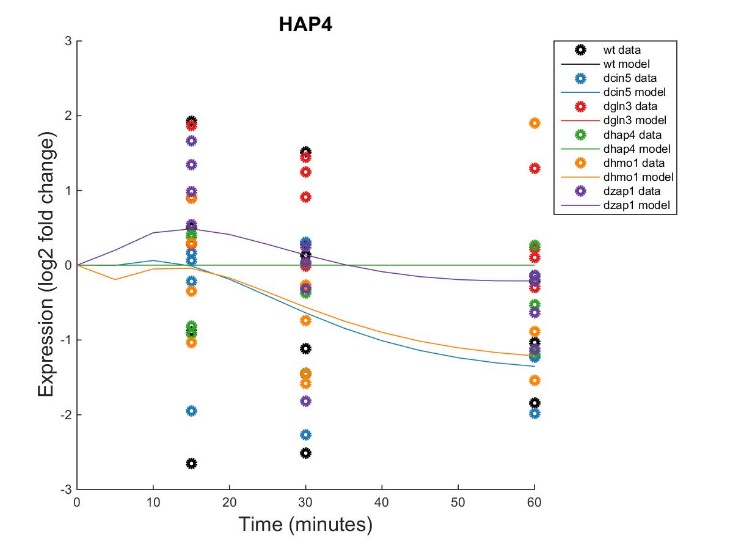 HAP4
3
2
1
0
-1
-2
-3
Expression (log2 fold change)
0 10 20 30 40 50 60
Time (minutes)
wt data
wt model
dcin5 data
dcin5 model
dgln3 data
dgln3 model
dhap4 data
dhap4 model
dhmo1 data
dhmo1 model
dzap1 data
dzap1 model